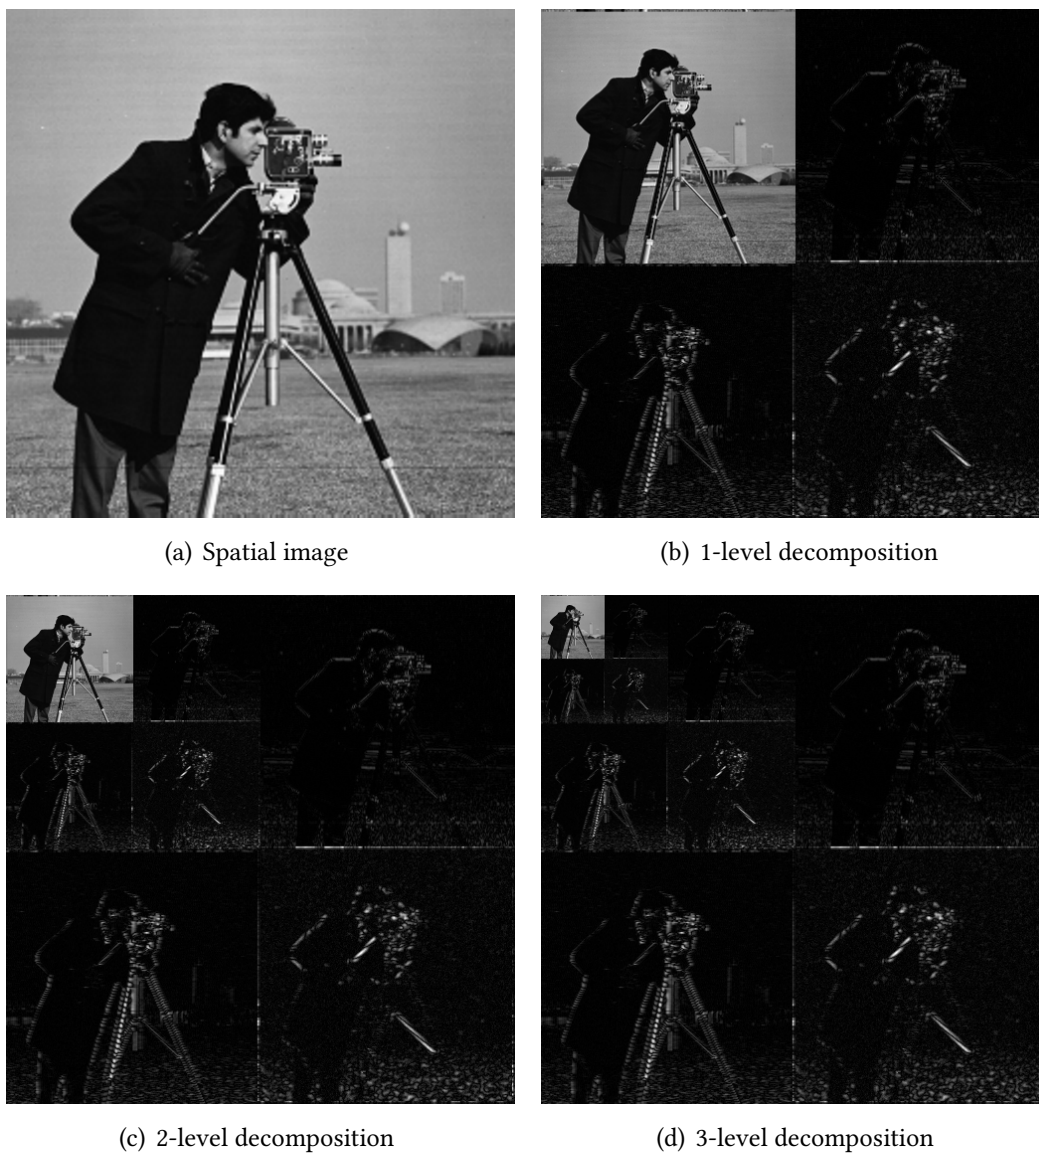 (a) Spatial image
(b) 1-level decomposition
(c) 2-level decomposition
(d) 3-level decomposition